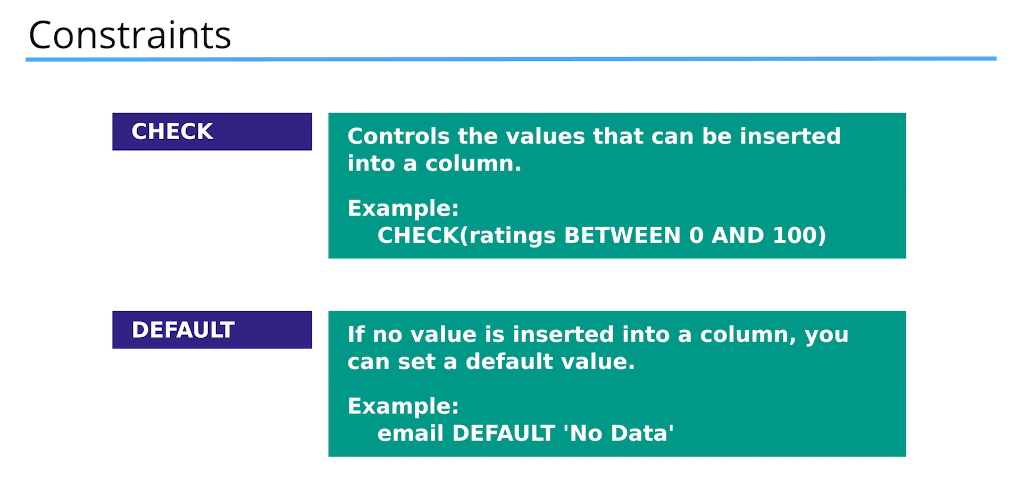 Constraints
CHECK
Controls the values that can be inserted
into a column.
Example:
CHECK(ratings BETWEEN 0 AND 100)
DEFAULT
If no value is inserted into a column, you
can set a default value.
Example:
email DEFAULT 'No Data'